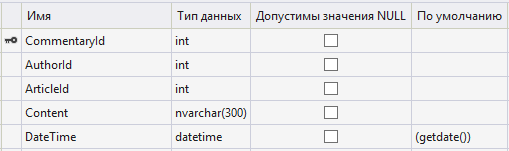 Имя Тип данных Допустимы значения NULL По умолчанию
CommentaryId int
AuthorId int
ArticleId int
Content nvarchar(300)
DateTime datetime (getdate())